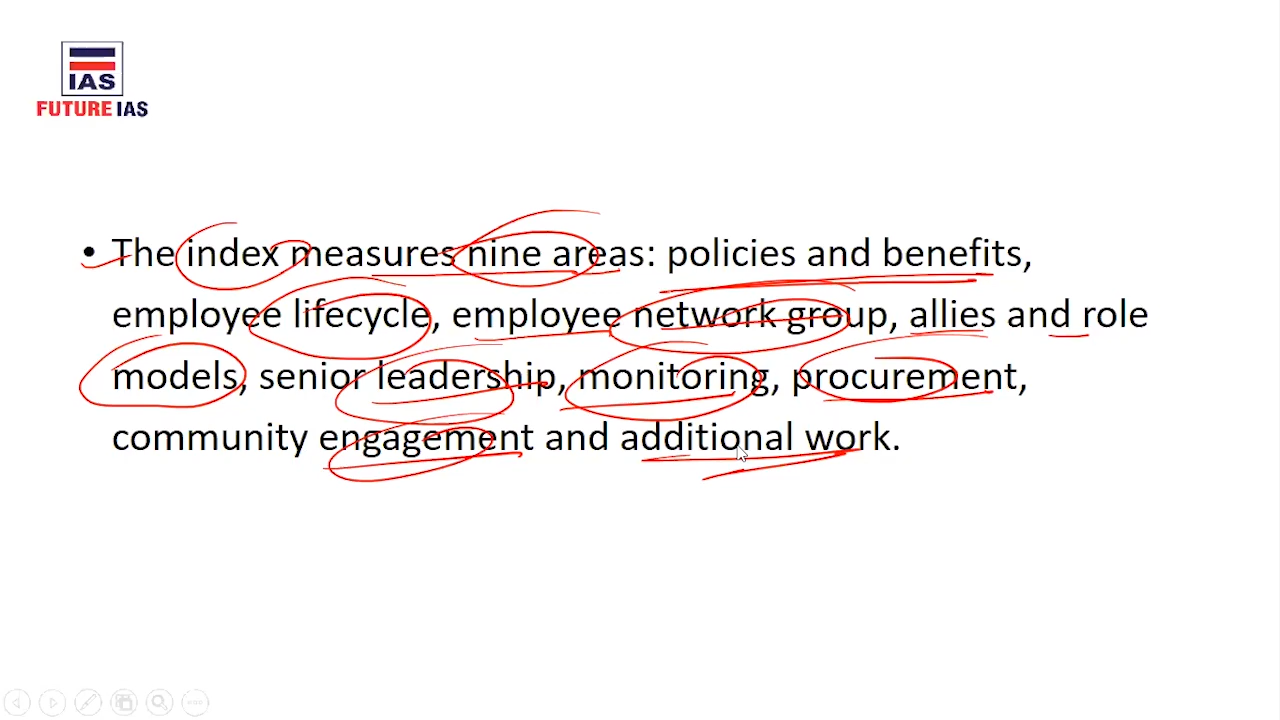 IAS
FUTURE IAS
• The index measures nine areas: policies and benefits,
employee lifecycle, employee network group, allies and role
models, senior leadership, monitoring, procurement,
community engagement and additional work.